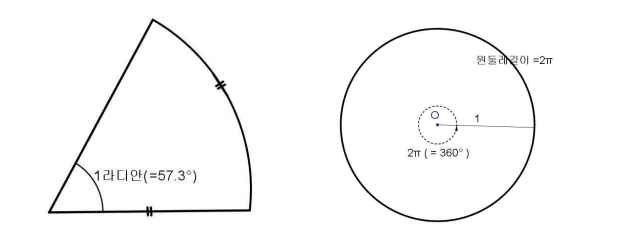 1라디안(=57.3°)
원둘레길이 =2π
1
2π ( = 360° )